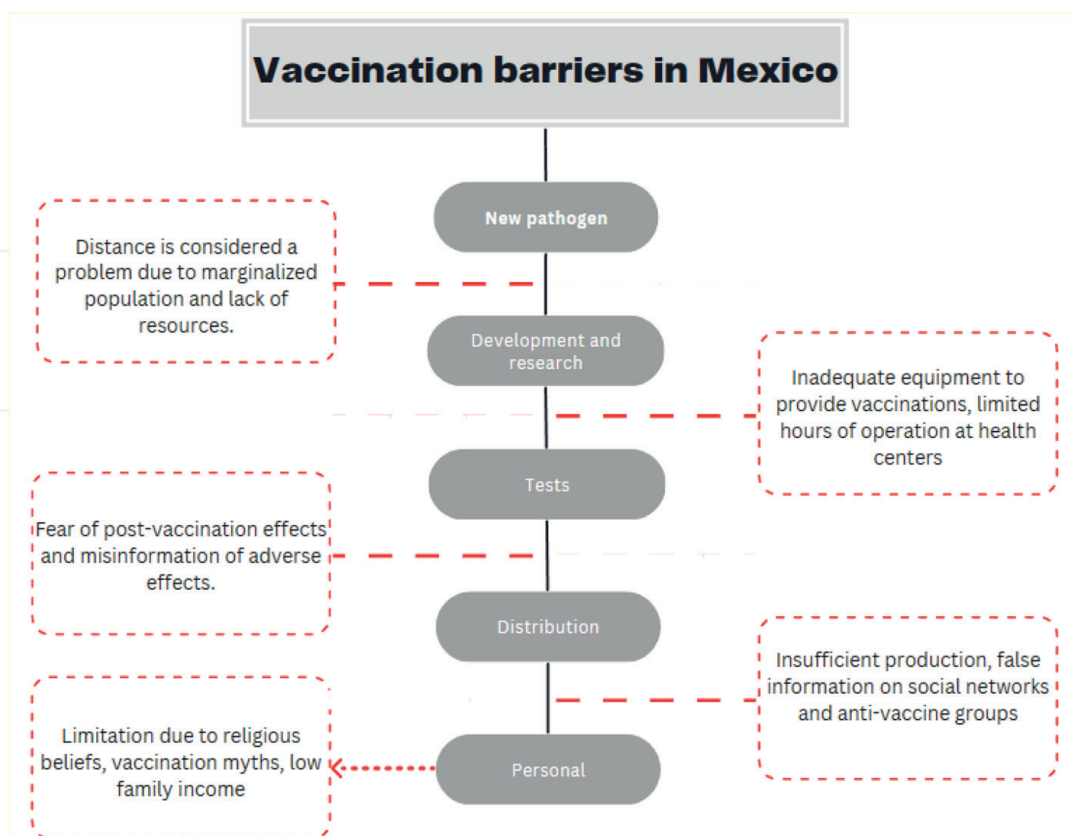 Vaccination barriers in Mexico
New pathogen
Distance is considered a
problem due to marginalized
population and lack of
resources.
Development and
research
Inadequate equipment to
provide vaccinations, limited
hours of operation at health
centers
Tests
Fear of post-vaccination effects
and misinformation of adverse
effects.
Distribution
Insufficient production, false
information on social networks
and anti-vaccine groups
Limitation due to religious
beliefs, vaccination myths, low
family income
Personal